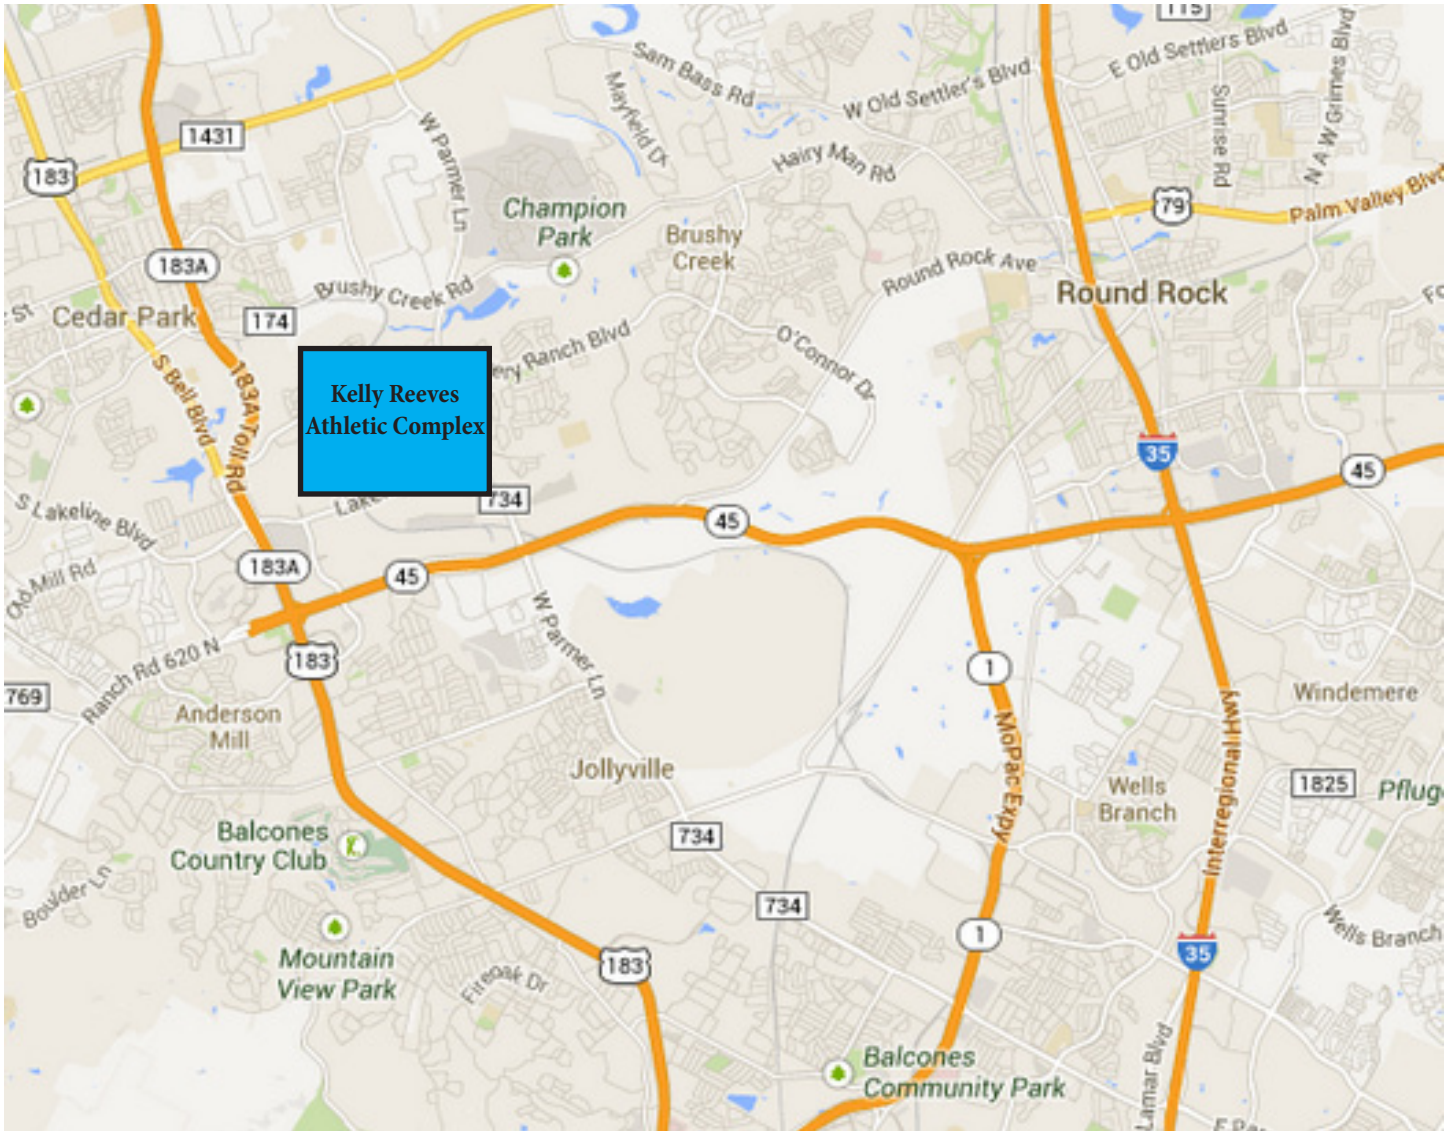 115
Sam Bass Rd
E Old Settlers Blvd
W Old Settler's Blvd
Mayfield Dr
Sunrise Rd
N A W Grimes Blvd
1431
W Parmer Ln
Hairy Man Rd
183
79
Palm Valley Blvd
Champion
Park
Brushy
Creek
183A
Round Rock Ave
Brushy Creek Rd
Round Rock
St
Cedar Park
174
ery Ranch Blvd
O'Connor Dr
S Bell Blvd
183A Toll Rd
Kelly Reeves
Athletic Complex
35
45
734
Lake
45
S Lakeline Blvd
183A
45
Old Mill Rd
W Parmer Ln
Ranch Rd 620 N
183
1
769
Windemere
Anderson
Mill
MoPac Expy
Interregional Hwy
Jollyville
Wells
Branch
1825
Pfluge
Balcones
Country Club
734
Boulder Ln
734
Wells Branch
1
Mountain
View Park
183
35
Fireoak Dr
Lamar Blvd
Balcones
Community Park